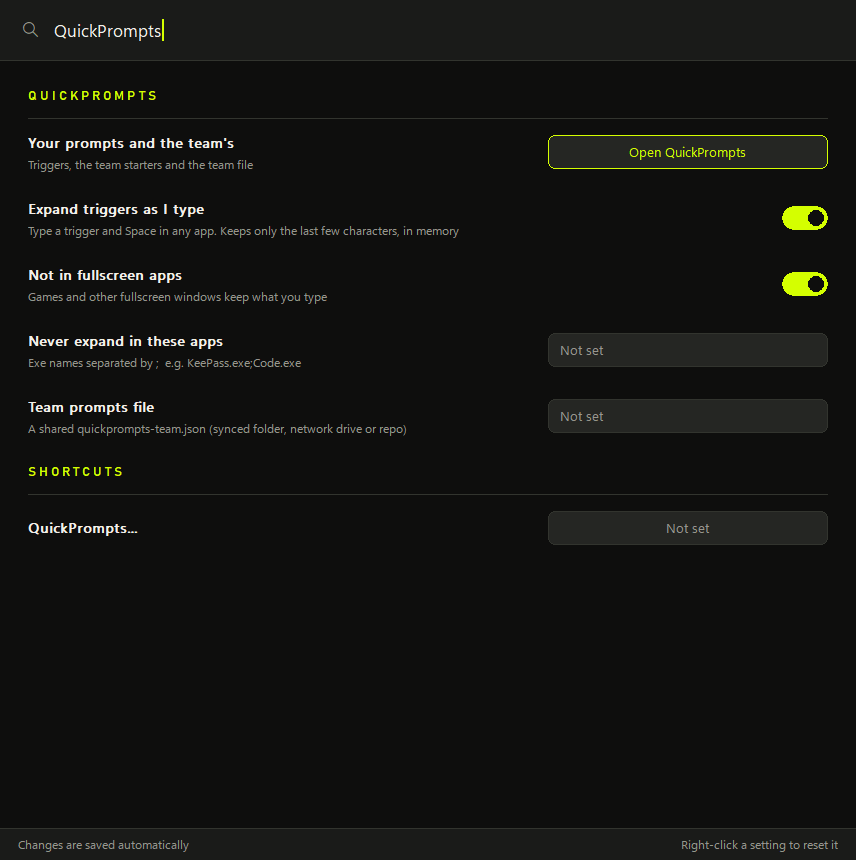 QuickPrompts
QUICKPROMPTS
Your prompts and the team's
Triggers, the team starters and the team file
Open QuickPrompts
Expand triggers as I type
Type a trigger and Space in any app. Keeps only the last few characters, in memory
Not in fullscreen apps
Games and other fullscreen windows keep what you type
Never expand in these apps
Exe names separated by ;  e.g. KeePass.exe;Code.exe
Not set
Team prompts file
A shared quickprompts-team.json (synced folder, network drive or repo)
Not set
SHORTCUTS
QuickPrompts...
Not set
Changes are saved automatically
Right-click a setting to reset it